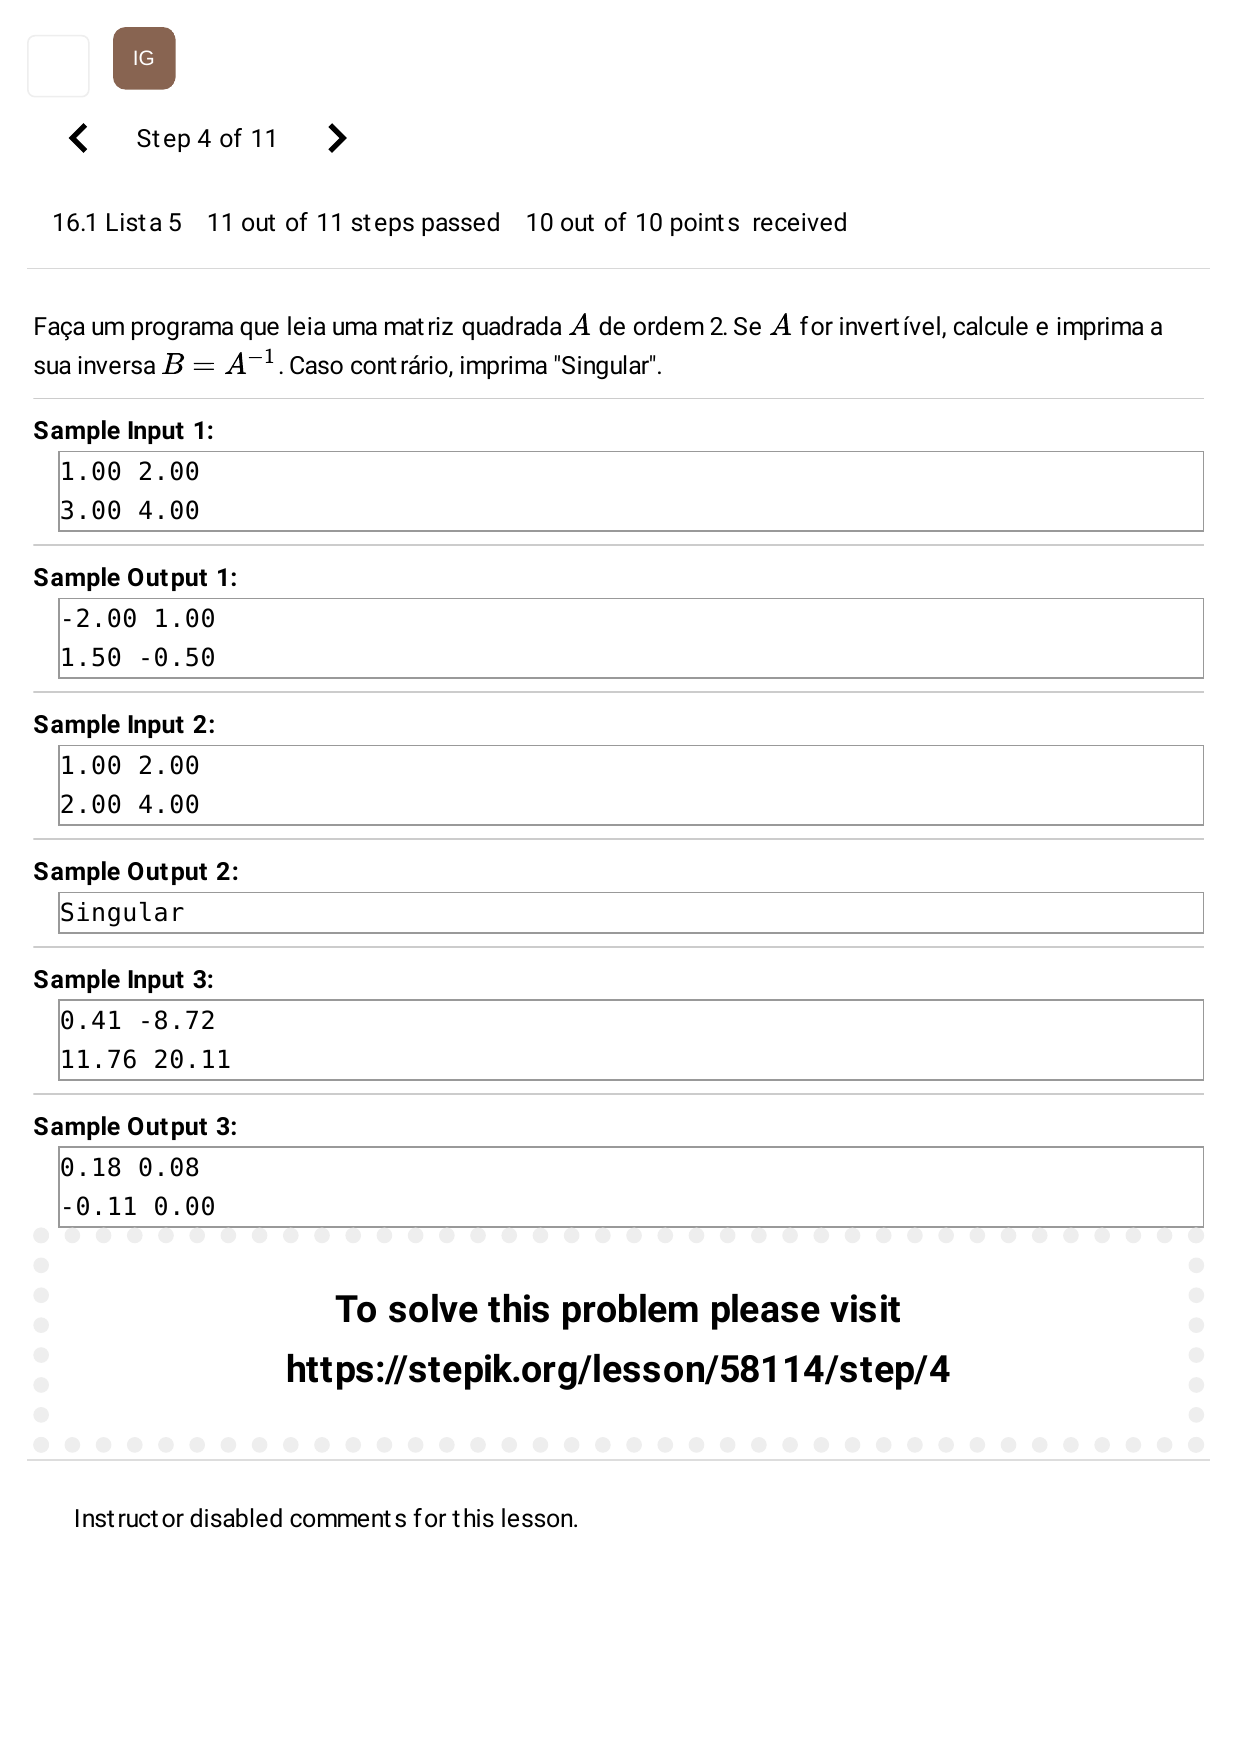 IG
Step 4 of 11
16.1 Lista 5 11 out of 11 steps passed 10 out of 10 points received
Faça um programa que leia uma matriz quadrada A de ordem 2. Se A for invertível, calcule e imprima a
sua inversa B = A⁻¹. Caso contrário, imprima "Singular".
Sample Input 1:
1.00 2.00
3.00 4.00
Sample Output 1:
-2.00 1.00
1.50 -0.50
Sample Input 2:
1.00 2.00
2.00 4.00
Sample Output 2:
Singular
Sample Input 3:
0.41 -8.72
11.76 20.11
Sample Output 3:
0.18 0.08
-0.11 0.00
To solve this problem please visit
https://stepik.org/lesson/58114/step/4
Instructor disabled comments for this lesson.